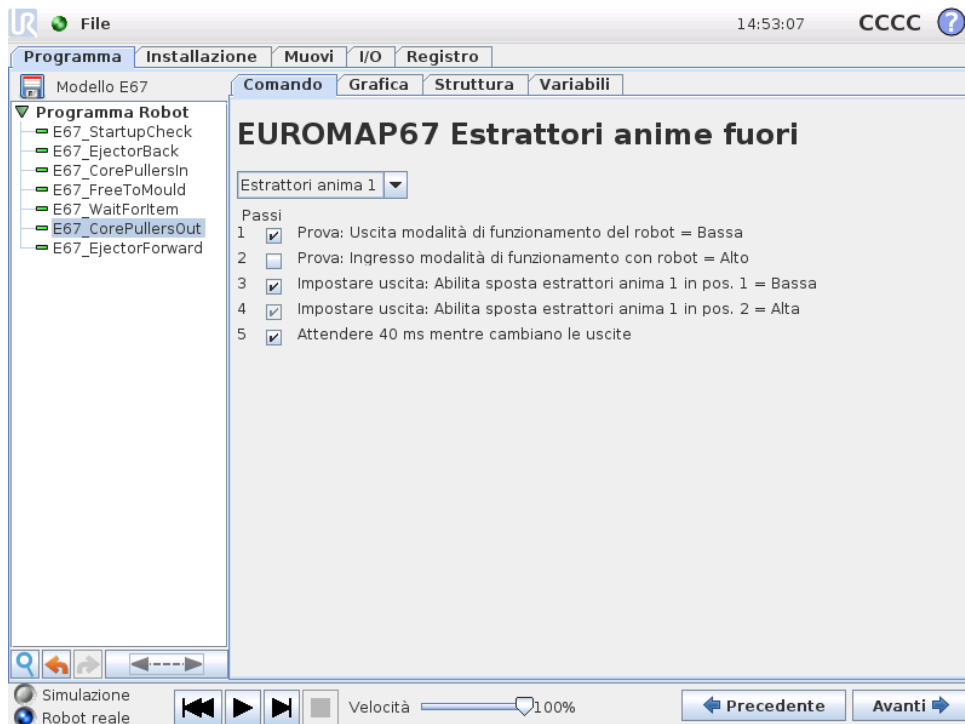 UR File 14:53:07 CCCC ?
Programma Installazione Muovi I/O Registro
Modello E67
Comando Grafica Struttura Variabili
Programma Robot
E67_StartupCheck
E67_EjectorBack
E67_CorePullersIn
E67_FreeToMould
E67_WaitForItem
E67_CorePullersOut
E67_EjectorForward
EUROMAP67 Estrattori anime fuori
Estrattori anima 1
Passi
1 Prova: Uscita modalità di funzionamento del robot = Bassa
2 Prova: Ingresso modalità di funzionamento con robot = Alto
3 Impostare uscita: Abilita sposta estrattori anima 1 in pos. 1 = Bassa
4 Impostare uscita: Abilita sposta estrattori anima 1 in pos. 2 = Alta
5 Attendere 40 ms mentre cambiano le uscite
Simulazione
Robot reale
Velocità 100%
Precedente Avanti